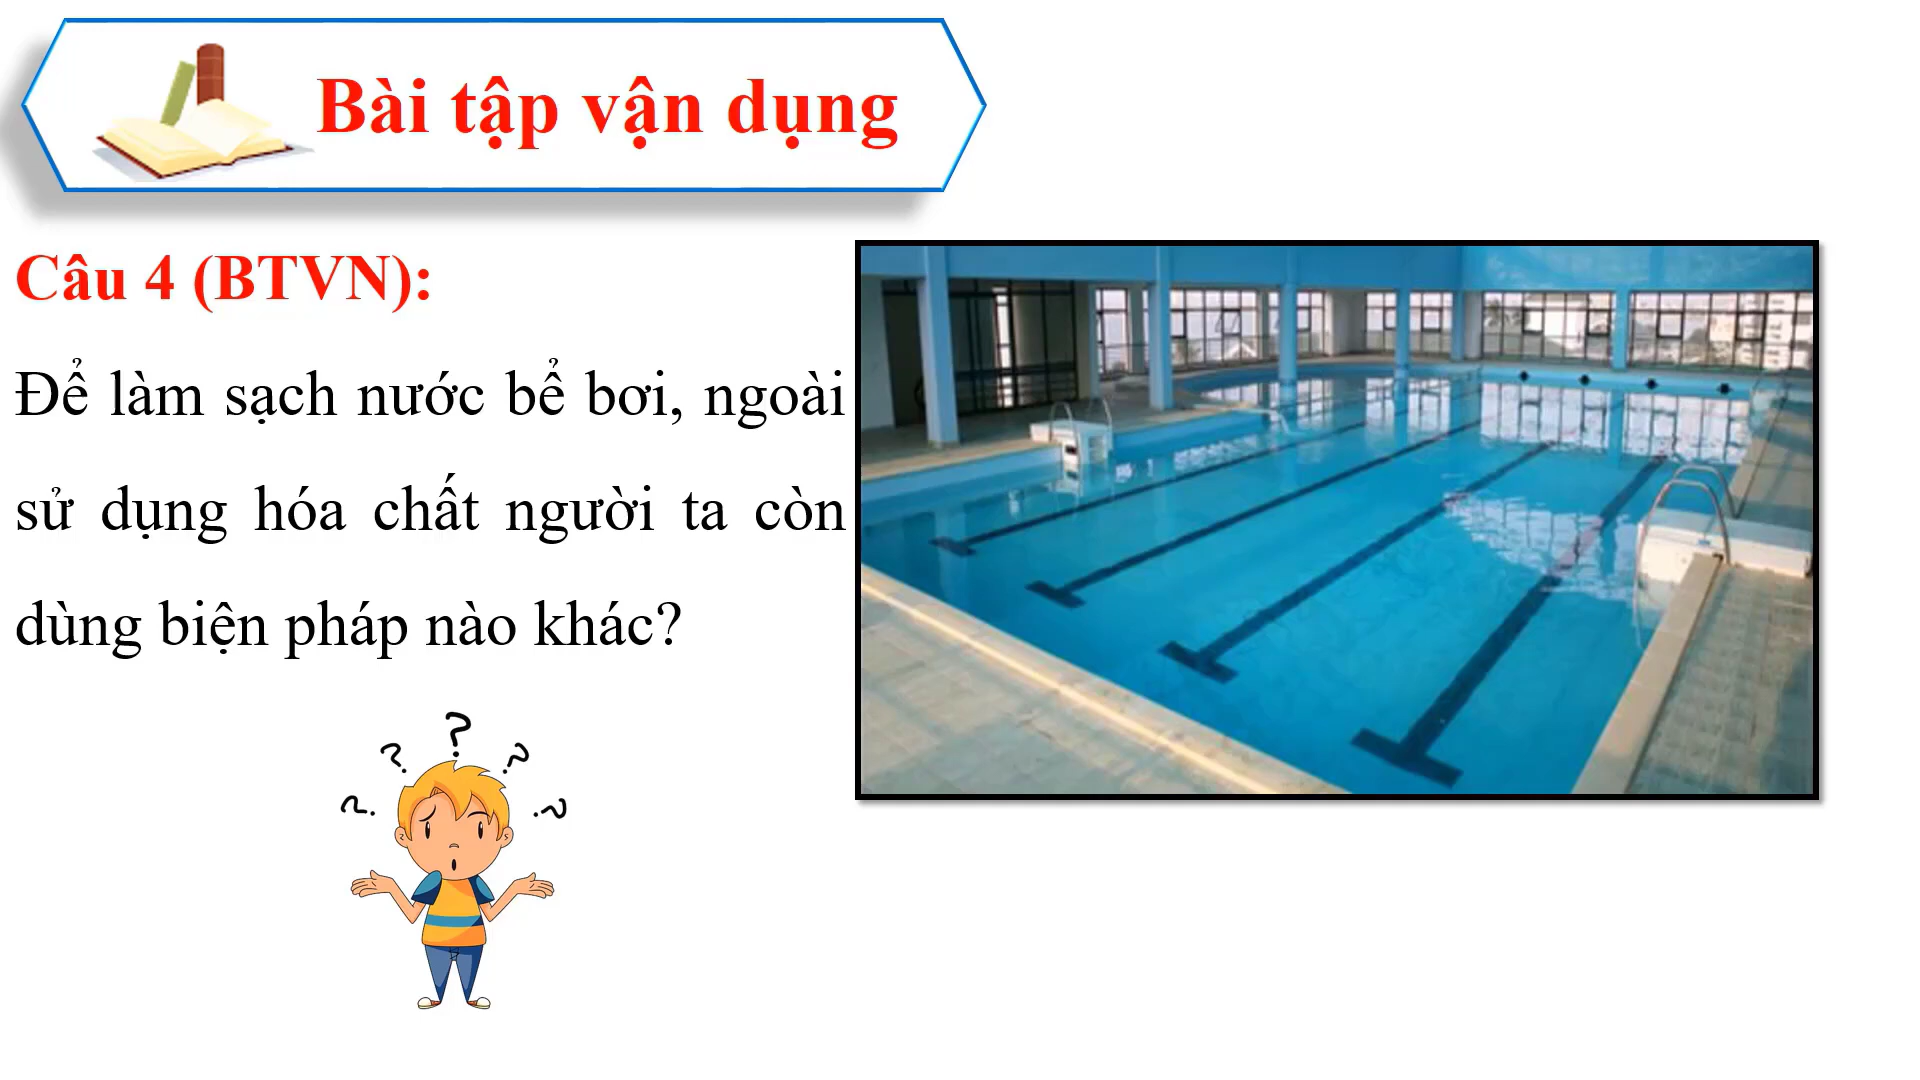 Bài tập vận dụng
Câu 4 (BTVN):
Để làm sạch nước bể bơi, ngoài
sử dụng hóa chất người ta còn
dùng biện pháp nào khác?
? ? ? ? ?